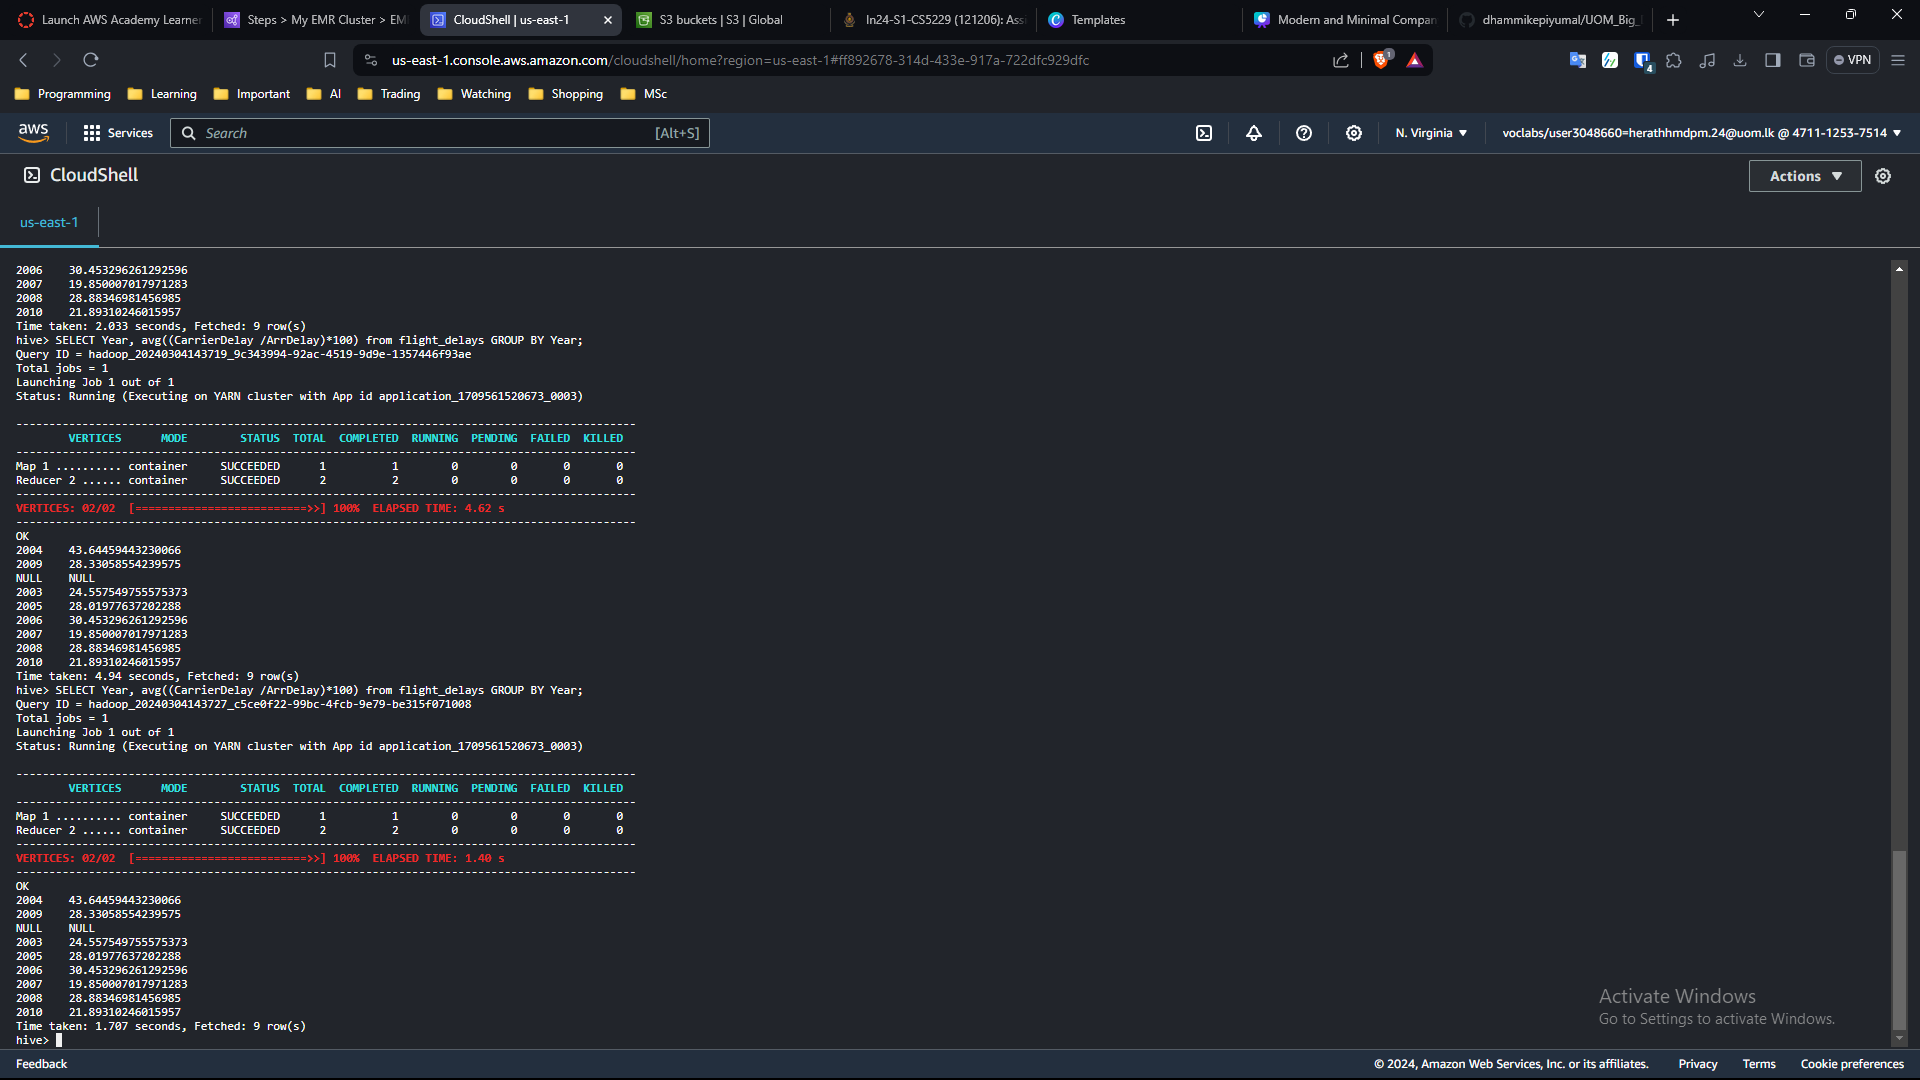 Launch AWS Academy Learner
Steps > My EMR Cluster > EM
CloudShell | us-east-1
S3 buckets | S3 | Global
In24-S1-CS5229 (121206): Assi
Templates
Modern and Minimal Compan
dhammikepiyumal/UOM_Big_
us-east-1.console.aws.amazon.com/cloudshell/home?region=us-east-1#ff892678-314d-433e-917a-722dfc929dfc
1
4
VPN
Programming
Learning
Important
AI
Trading
Watching
Shopping
MSc
aws
Services
Search
[Alt+S]
N. Virginia
voclabs/user3048660=herathhmdpm.24@uom.lk @ 4711-1253-7514
CloudShell
Actions
us-east-1
2006 30.453296261292596
2007 19.850007017971283
2008 28.88346981456985
2010 21.89310246015957
Time taken: 2.033 seconds, Fetched: 9 row(s)
hive> SELECT Year, avg((CarrierDelay /ArrDelay)*100) from flight_delays GROUP BY Year;
Query ID = hadoop_20240304143719_9c343994-92ac-4519-9d9e-1357446f93ae
Total jobs = 1
Launching Job 1 out of 1
Status: Running (Executing on YARN cluster with App id application_1709561520673_0003)
----------------------------------------------------------------------------------------------
VERTICES MODE STATUS TOTAL COMPLETED RUNNING PENDING FAILED KILLED
----------------------------------------------------------------------------------------------
Map 1 .......... container SUCCEEDED 1 1 0 0 0 0
Reducer 2 ...... container SUCCEEDED 2 2 0 0 0 0
----------------------------------------------------------------------------------------------
VERTICES: 02/02 [==========================>>] 100% ELAPSED TIME: 4.62 s
----------------------------------------------------------------------------------------------
OK
2004 43.64459443230066
2009 28.33058554239575
NULL NULL
2003 24.557549755575373
2005 28.01977637202288
2006 30.453296261292596
2007 19.850007017971283
2008 28.88346981456985
2010 21.89310246015957
Time taken: 4.94 seconds, Fetched: 9 row(s)
hive> SELECT Year, avg((CarrierDelay /ArrDelay)*100) from flight_delays GROUP BY Year;
Query ID = hadoop_20240304143727_c5ce0f22-99bc-4fcb-9e79-be315f071008
Total jobs = 1
Launching Job 1 out of 1
Status: Running (Executing on YARN cluster with App id application_1709561520673_0003)
----------------------------------------------------------------------------------------------
VERTICES MODE STATUS TOTAL COMPLETED RUNNING PENDING FAILED KILLED
----------------------------------------------------------------------------------------------
Map 1 .......... container SUCCEEDED 1 1 0 0 0 0
Reducer 2 ...... container SUCCEEDED 2 2 0 0 0 0
----------------------------------------------------------------------------------------------
VERTICES: 02/02 [==========================>>] 100% ELAPSED TIME: 1.40 s
----------------------------------------------------------------------------------------------
OK
2004 43.64459443230066
2009 28.33058554239575
NULL NULL
2003 24.557549755575373
2005 28.01977637202288
2006 30.453296261292596
2007 19.850007017971283
2008 28.88346981456985
2010 21.89310246015957
Time taken: 1.707 seconds, Fetched: 9 row(s)
hive>
Activate Windows
Go to Settings to activate Windows.
Feedback
© 2024, Amazon Web Services, Inc. or its affiliates.
Privacy
Terms
Cookie preferences